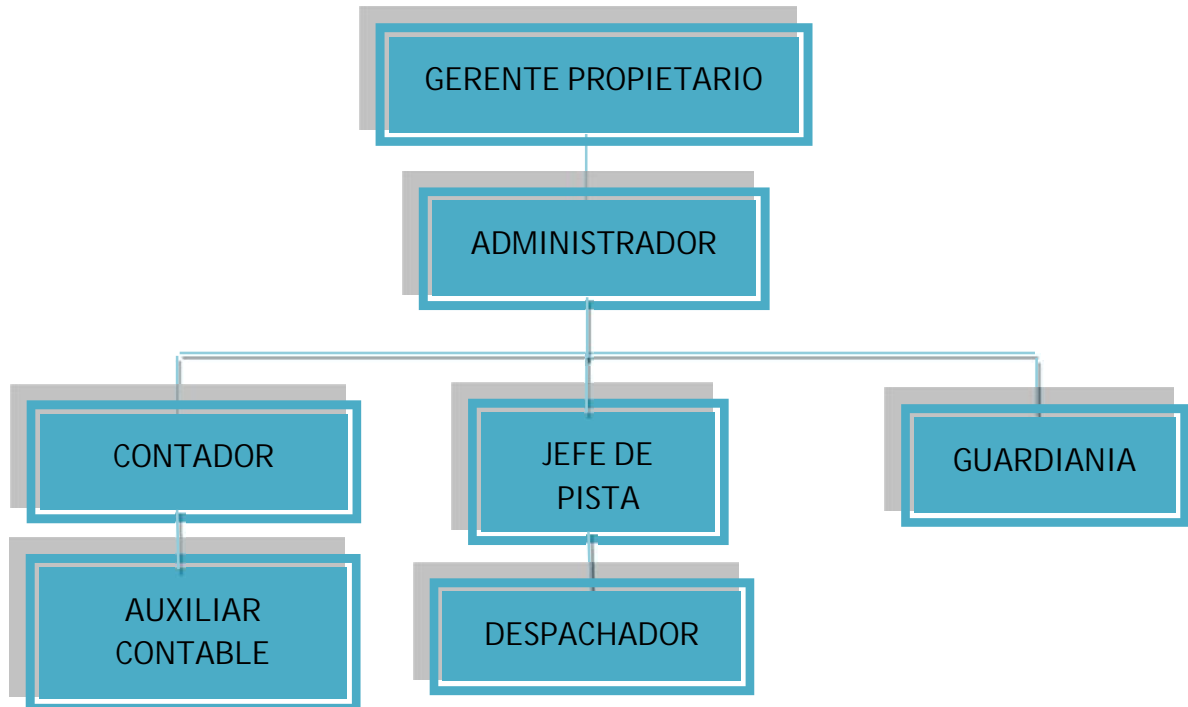 GERENTE PROPIETARIO
ADMINISTRADOR
CONTADOR
JEFE DE
PISTA
GUARDIANIA
AUXILIAR
CONTABLE
DESPACHADOR